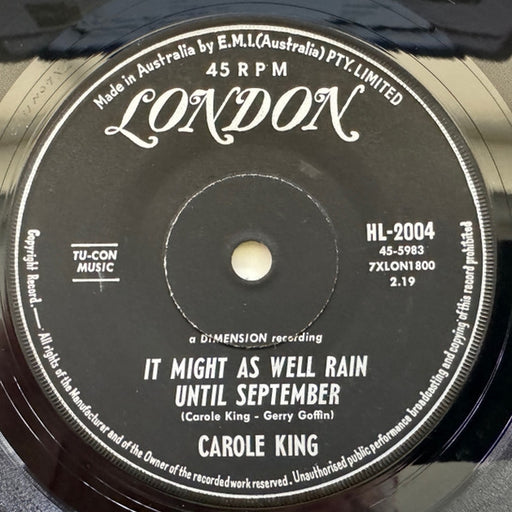 Made in Australia by E.M.I.(Australia) PTY. LIMITED
45 RPM
LONDON
TU-CON
MUSIC
HL-2004
45-5983
7XLON1800
2.19
a DIMENSION recording
IT MIGHT AS WELL RAIN
UNTIL SEPTEMBER
(Carole King - Gerry Goffin)
CAROLE KING
Copyright Record.— All rights of the Manufacturer and of the Owner of the recorded work reserved. Unauthorised public performance broadcasting and copying of this record prohibited